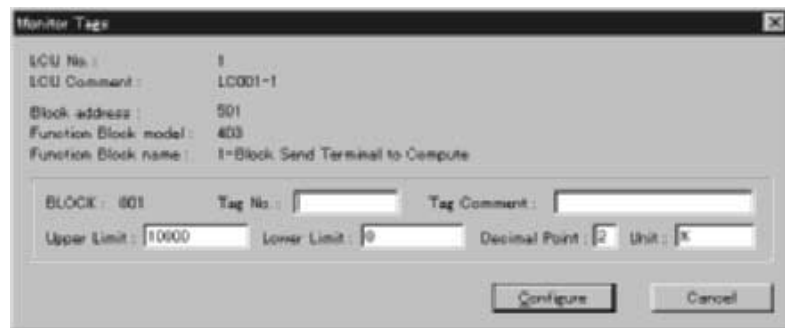 Monitor Tags
LCU No. : 1
LCU Comment : LC001-1
Block address : 501
Function Block model : 403
Function Block name : 1-Block Send Terminal to Compute
BLOCK : 001 Tag No. : Tag Comment :
Upper Limit : 10000 Lower Limit : 0 Decimal Point : 2 Unit : %
Configure Cancel